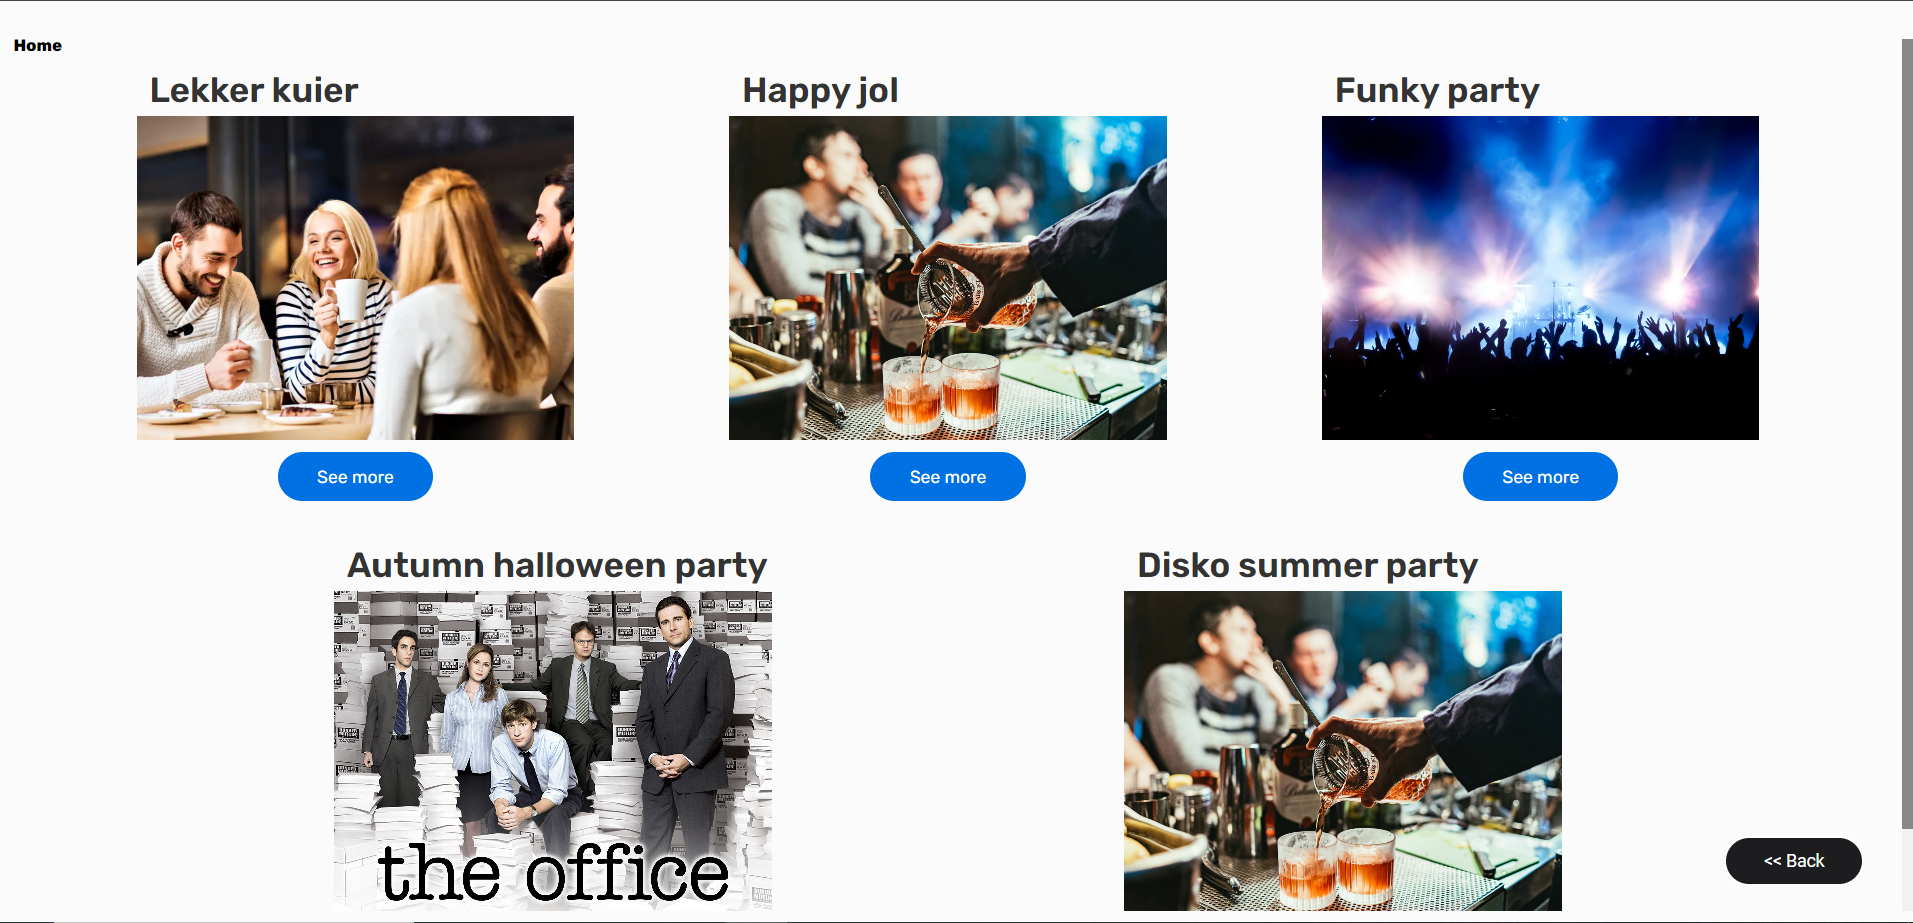 Home
Lekker kuier
Happy jol
Funky party
See more
See more
See more
Autumn halloween party
Disko summer party
the office
<< Back